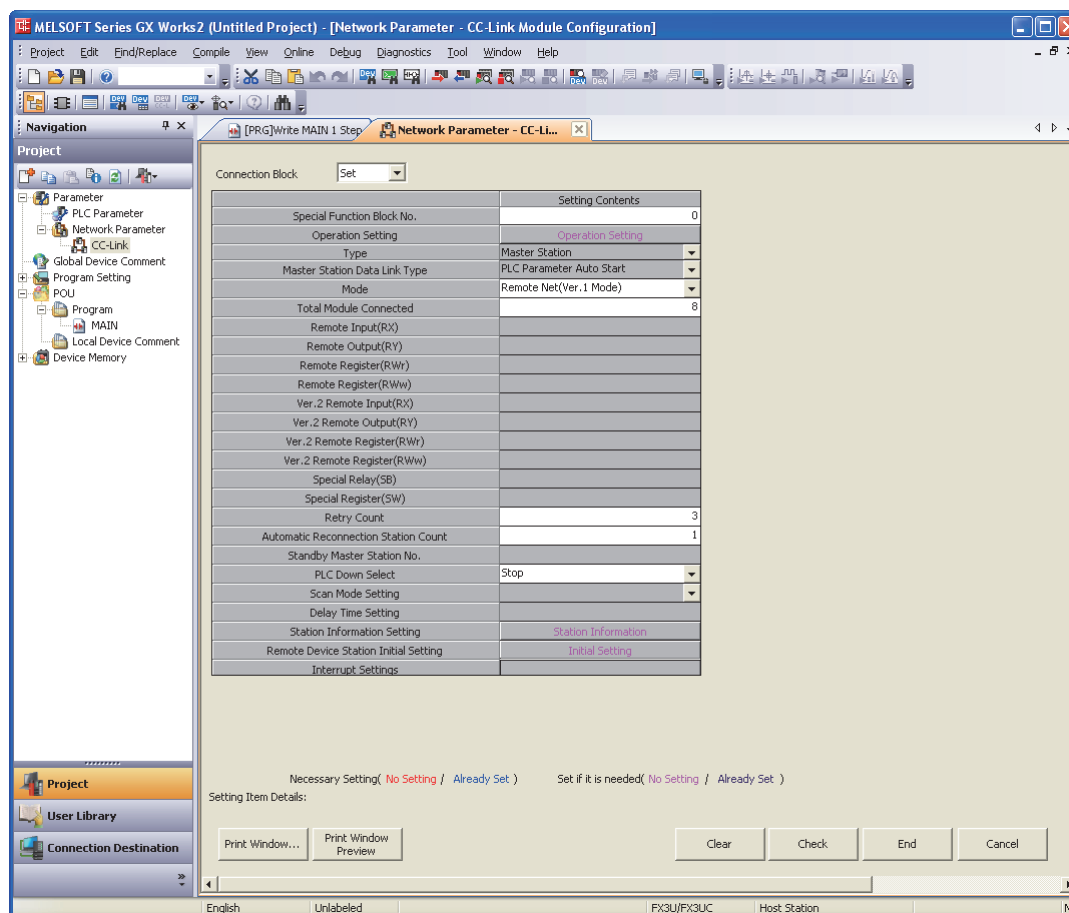 MELSOFT Series GX Works2 (Untitled Project) - [Network Parameter - CC-Link Module Configuration]
Project Edit Find/Replace Compile View Online Debug Diagnostics Tool Window Help
Navigation
[PRG]Write MAIN 1 Step
Network Parameter - CC-Li...
Project
Parameter
PLC Parameter
Network Parameter
CC-Link
Global Device Comment
Program Setting
POU
Program
MAIN
Local Device Comment
Device Memory
Connection Block Set
Setting Contents
Special Function Block No. 0
Operation Setting Operation Setting
Type Master Station
Master Station Data Link Type PLC Parameter Auto Start
Mode Remote Net(Ver.1 Mode)
Total Module Connected 8
Remote Input(RX)
Remote Output(RY)
Remote Register(RWr)
Remote Register(RWw)
Ver.2 Remote Input(RX)
Ver.2 Remote Output(RY)
Ver.2 Remote Register(RWr)
Ver.2 Remote Register(RWw)
Special Relay(SB)
Special Register(SW)
Retry Count 3
Automatic Reconnection Station Count 1
Standby Master Station No.
PLC Down Select Stop
Scan Mode Setting
Delay Time Setting
Station Information Setting Station Information
Remote Device Station Initial Setting Initial Setting
Interrupt Settings
Necessary Setting( No Setting / Already Set ) Set if it is needed( No Setting / Already Set )
Setting Item Details:
Project
User Library
Connection Destination
Print Window...
Print Window
Preview
Clear
Check
End
Cancel
English Unlabeled FX3U/FX3UC Host Station